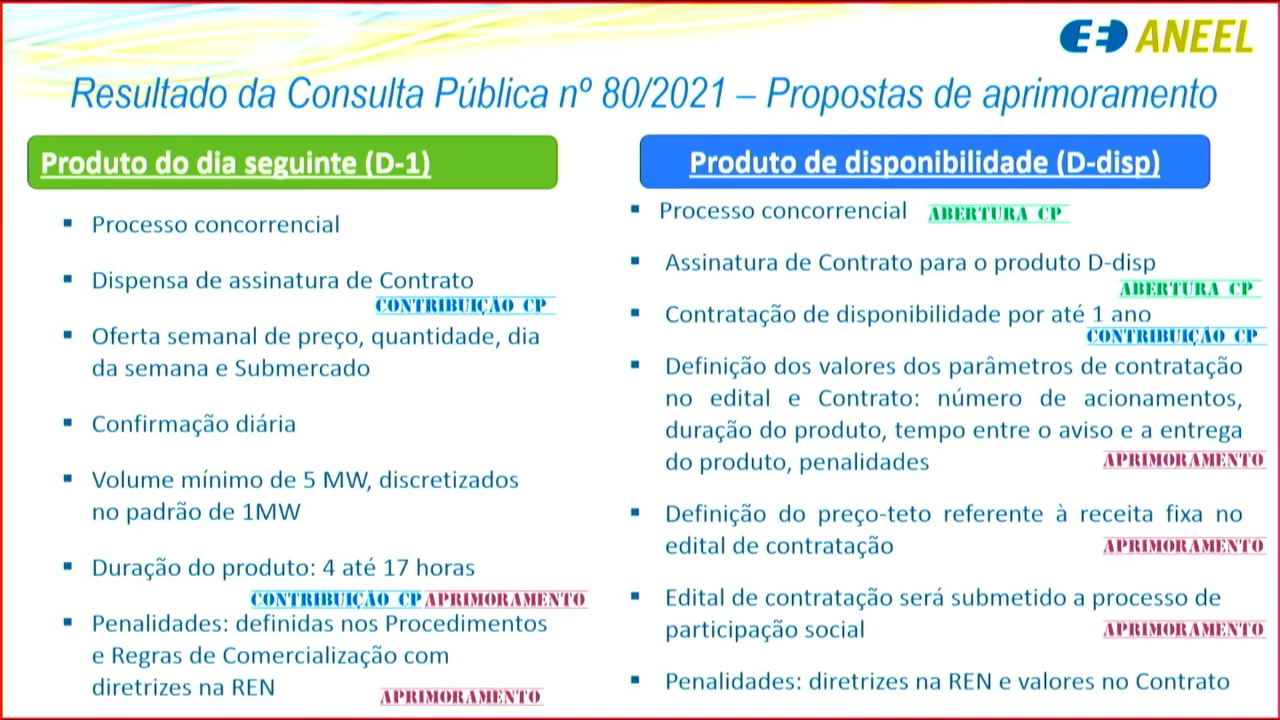 ANEEL
Resultado da Consulta Pública nº 80/2021 – Propostas de aprimoramento
Produto do dia seguinte (D-1)
▪ Processo concorrencial
▪ Dispensa de assinatura de Contrato
CONTRIBUIÇÃO CP
▪ Oferta semanal de preço, quantidade, dia
da semana e Submercado
▪ Confirmação diária
▪ Volume mínimo de 5 MW, discretizados
no padrão de 1MW
▪ Duração do produto: 4 até 17 horas
CONTRIBUIÇÃO CP APRIMORAMENTO
▪ Penalidades: definidas nos Procedimentos
e Regras de Comercialização com
diretrizes na REN
APRIMORAMENTO
Produto de disponibilidade (D-disp)
▪ Processo concorrencial ABERTURA CP
▪ Assinatura de Contrato para o produto D-disp
ABERTURA CP
▪ Contratação de disponibilidade por até 1 ano
CONTRIBUIÇÃO CP
▪ Definição dos valores dos parâmetros de contratação
no edital e Contrato: número de acionamentos,
duração do produto, tempo entre o aviso e a entrega
do produto, penalidades APRIMORAMENTO
▪ Definição do preço-teto referente à receita fixa no
edital de contratação APRIMORAMENTO
▪ Edital de contratação será submetido a processo de
participação social APRIMORAMENTO
▪ Penalidades: diretrizes na REN e valores no Contrato